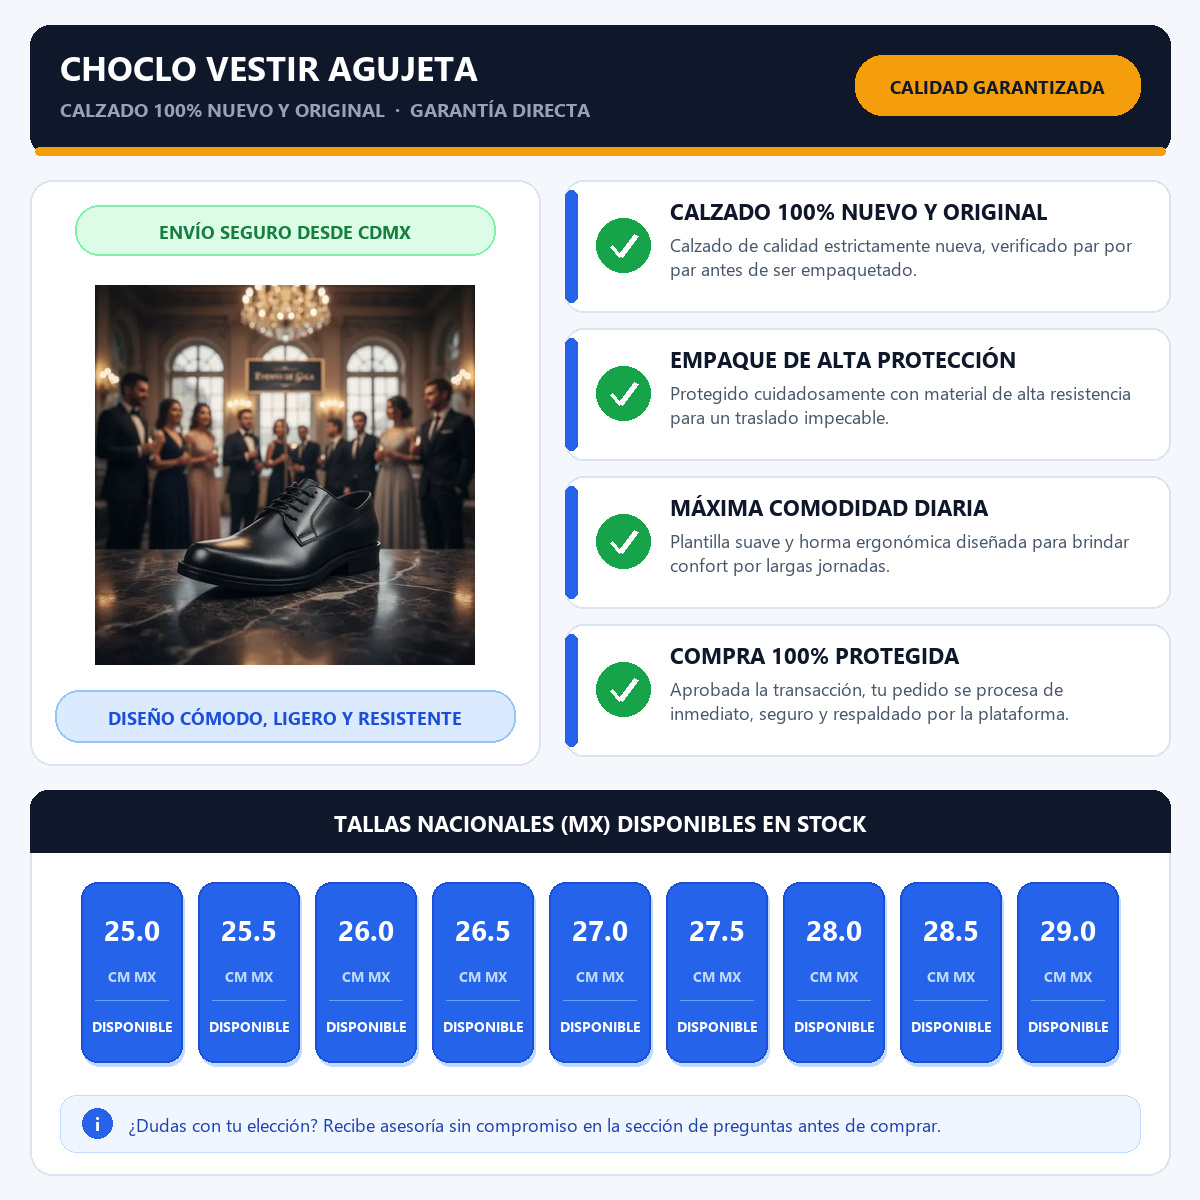 CHOCLO VESTIR AGUJETA
CALZADO 100% NUEVO Y ORIGINAL · GARANTÍA DIRECTA
CALIDAD GARANTIZADA
ENVÍO SEGURO DESDE CDMX
DISEÑO CÓMODO, LIGERO Y RESISTENTE
CALZADO 100% NUEVO Y ORIGINAL
Calzado de calidad estrictamente nueva, verificado par por
par antes de ser empaquetado.
EMPAQUE DE ALTA PROTECCIÓN
Protegido cuidadosamente con material de alta resistencia
para un traslado impecable.
MÁXIMA COMODIDAD DIARIA
Plantilla suave y horma ergonómica diseñada para brindar
confort por largas jornadas.
COMPRA 100% PROTEGIDA
Aprobada la transacción, tu pedido se procesa de
inmediato, seguro y respaldado por la plataforma.
TALLAS NACIONALES (MX) DISPONIBLES EN STOCK
25.0 25.5 26.0 26.5 27.0 27.5 28.0 28.5 29.0
CM MX CM MX CM MX CM MX CM MX CM MX CM MX CM MX CM MX
DISPONIBLE DISPONIBLE DISPONIBLE DISPONIBLE DISPONIBLE DISPONIBLE DISPONIBLE DISPONIBLE DISPONIBLE
¿Dudas con tu elección? Recibe asesoría sin compromiso en la sección de preguntas antes de comprar.